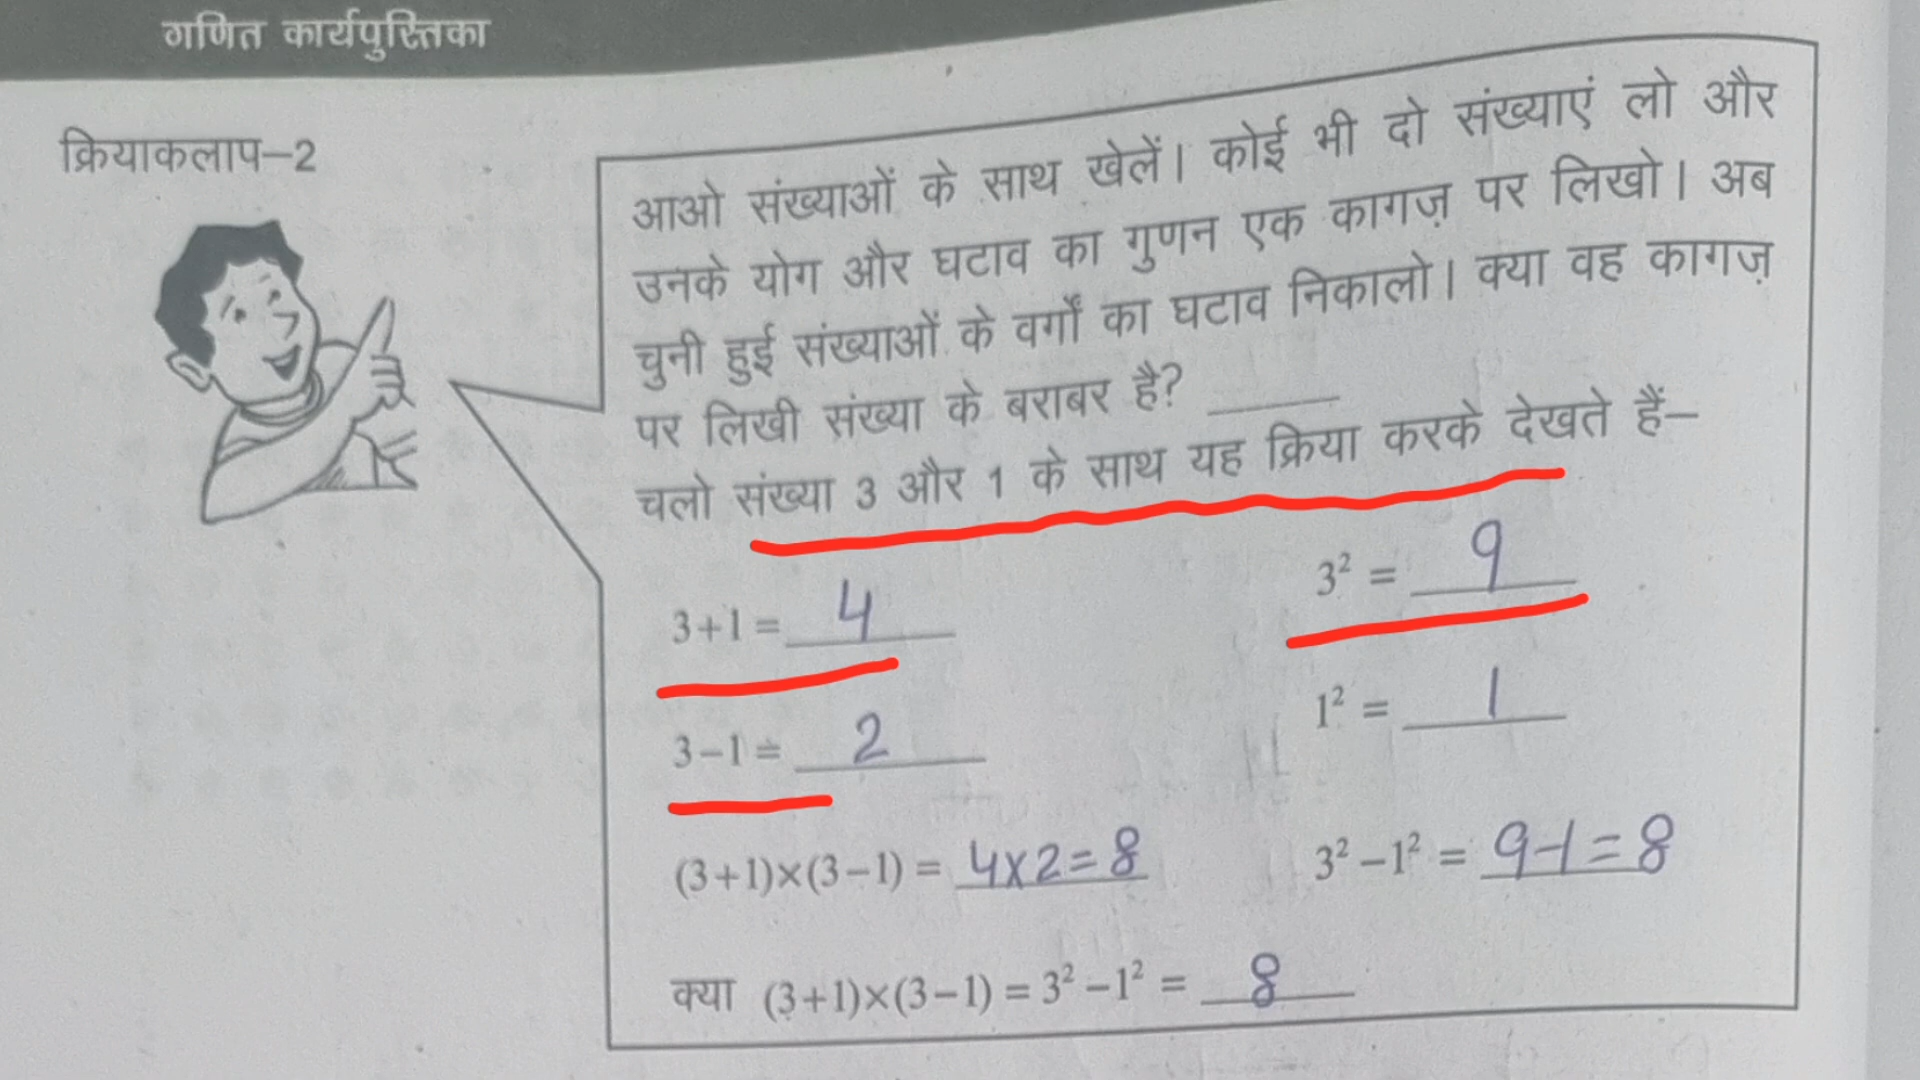 गणित कार्यपुस्तिका
क्रियाकलाप–2
आओ संख्याओं के साथ खेलें। कोई भी दो संख्याएं लो और
उनके योग और घटाव का गुणन एक कागज़ पर लिखो। अब
चुनी हुई संख्याओं के वर्गों का घटाव निकालो। क्या वह कागज़
पर लिखी संख्या के बराबर है? ______
चलो संख्या 3 और 1 के साथ यह क्रिया करके देखते हैं–
3+1 = 4
3² = 9
3–1 = 2
1² = 1
(3+1)×(3–1) = 4×2=8
3² –1² = 9-1=8
क्या (3+1)×(3–1) = 3² –1² = 8